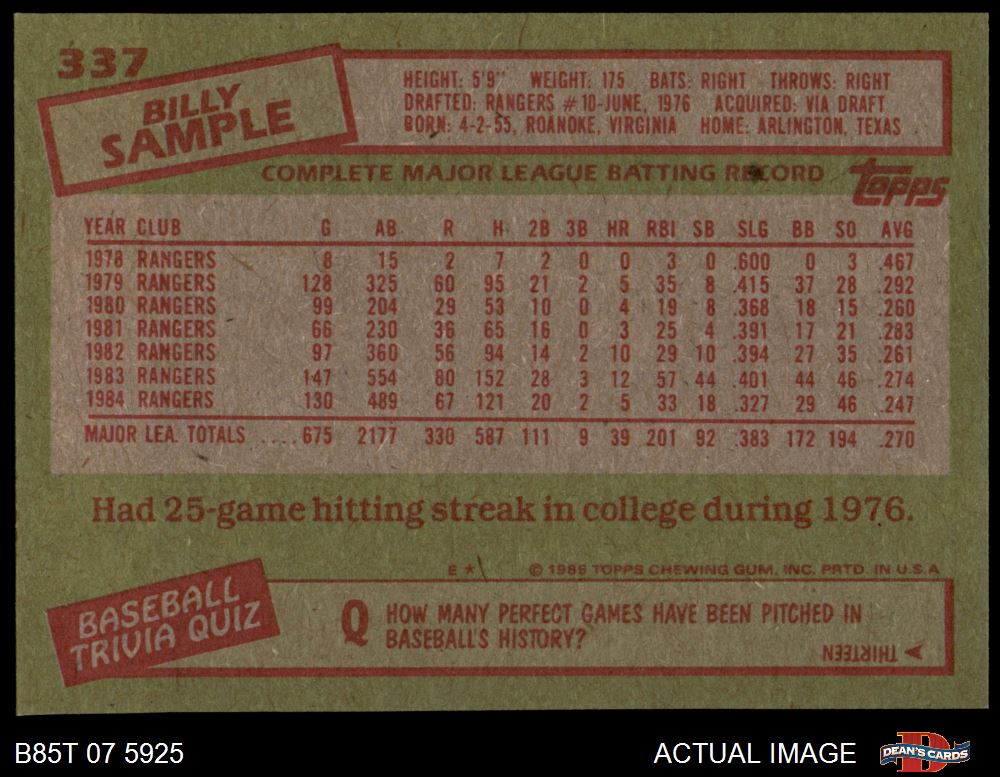 337
BILLY
SAMPLE
HEIGHT: 5'9" WEIGHT: 175 BATS: RIGHT THROWS: RIGHT
DRAFTED: RANGERS #10-JUNE, 1976 ACQUIRED: VIA DRAFT
BORN: 4-2-55, ROANOKE, VIRGINIA HOME: ARLINGTON, TEXAS
COMPLETE MAJOR LEAGUE BATTING RECORD
Topps
YEAR CLUB G AB R H 2B 3B HR RBI SB SLG BB SO AVG
1978 RANGERS 8 15 2 7 2 0 0 3 0 .600 0 3 .467
1979 RANGERS 128 325 60 95 21 2 5 35 8 .415 37 28 .292
1980 RANGERS 99 204 29 53 10 0 4 19 8 .368 18 15 .260
1981 RANGERS 66 230 36 65 16 0 3 25 4 .391 17 21 .283
1982 RANGERS 97 360 56 94 14 2 10 29 10 .394 27 35 .261
1983 RANGERS 147 554 80 152 28 3 12 57 44 .401 44 46 .274
1984 RANGERS 130 489 67 121 20 2 5 33 18 .327 29 46 .247
MAJOR LEA. TOTALS ....675 2177 330 587 111 9 39 201 92 .383 172 194 .270
Had 25-game hitting streak in college during 1976.
E * © 1985 TOPPS CHEWING GUM, INC. PRTD. IN U.S.A
BASEBALL
TRIVIA QUIZ
Q HOW MANY PERFECT GAMES HAVE BEEN PITCHED IN
BASEBALL'S HISTORY?
THIRTEEN
B85T 07 5925
ACTUAL IMAGE
DEAN'S CARDS